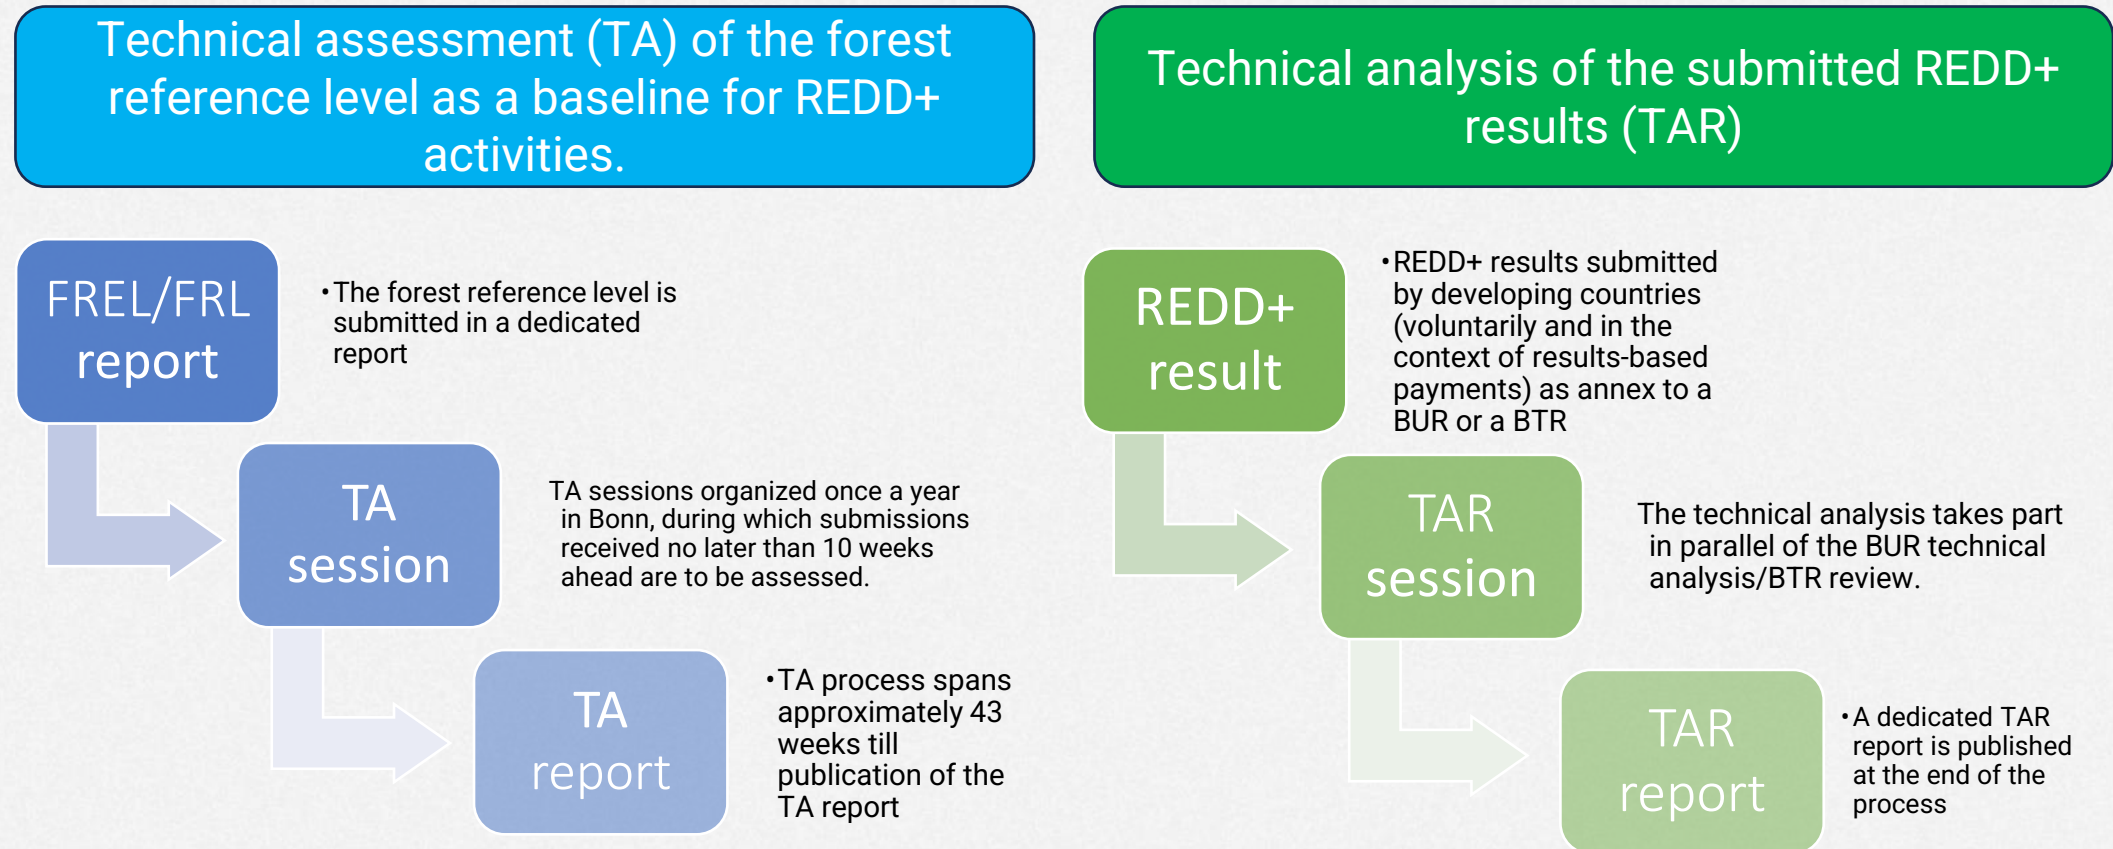 Technical assessment (TA) of the forest
reference level as a baseline for REDD+
activities.
FREL/FRL
report
•The forest reference level is
submitted in a dedicated
report
TA
session
TA sessions organized once a year
in Bonn, during which submissions
received no later than 10 weeks
ahead are to be assessed.
TA
report
•TA process spans
approximately 43
weeks till
publication of the
TA report
Technical analysis of the submitted REDD+
results (TAR)
REDD+
result
•REDD+ results submitted
by developing countries
(voluntarily and in the
context of results-based
payments) as annex to a
BUR or a BTR
TAR
session
The technical analysis takes part
in parallel of the BUR technical
analysis/BTR review.
TAR
report
•A dedicated TAR
report is published
at the end of the
process